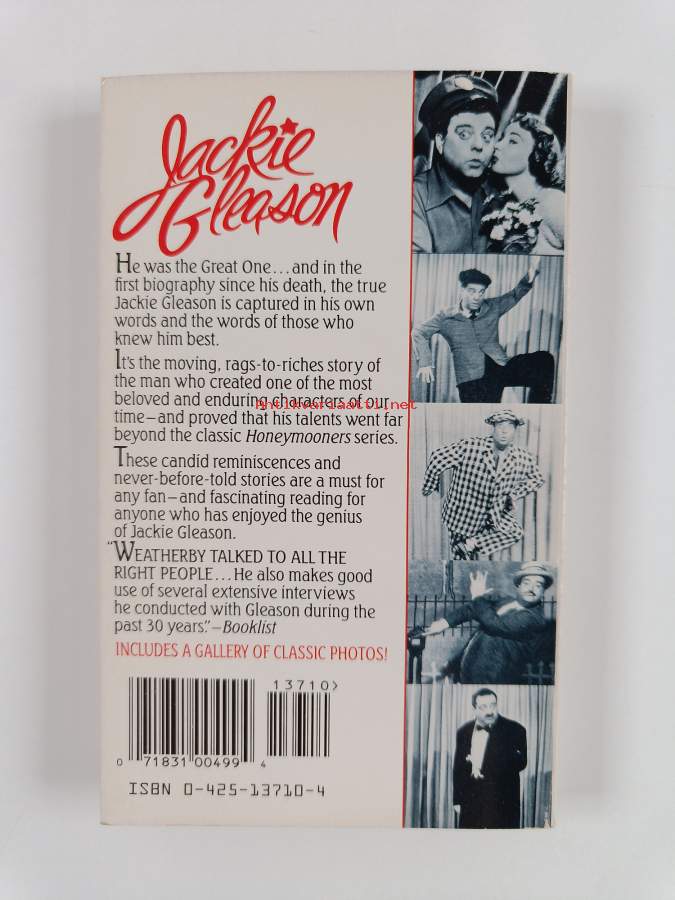 Jackie
Gleason
He was the Great One...and in the
first biography since his death, the true
Jackie Gleason is captured in his own
words and the words of those who
knew him best.
It's the moving, rags-to-riches story of
the man who created one of the most
beloved and enduring characters of our
Antikvariaatti.net
time—and proved that his talents went far
beyond the classic Honeymooners series.
These candid reminiscences and
never-before-told stories are a must for
any fan—and fascinating reading for
anyone who has enjoyed the genius
of Jackie Gleason.
"WEATHERBY TALKED TO ALL THE
RIGHT PEOPLE...He also makes good
use of several extensive interviews
he conducted with Gleason during the
past 30 years."—Booklist
INCLUDES A GALLERY OF CLASSIC PHOTOS!
13710>
0 71831 00499 4
ISBN 0-425-13710-4